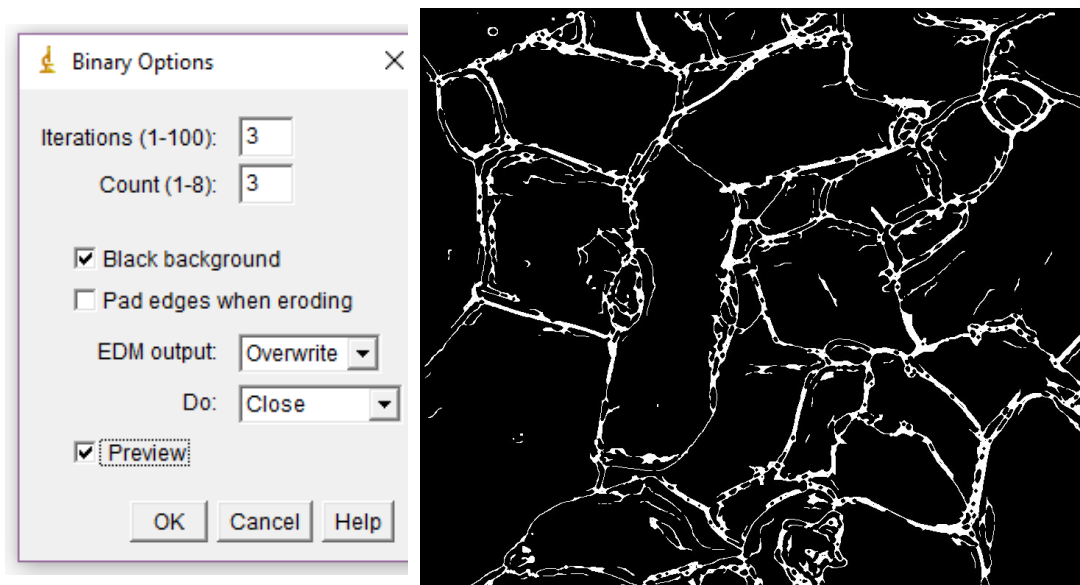 Binary Options
Iterations (1-100): 3
Count (1-8): 3
Black background
Pad edges when eroding
EDM output: Overwrite
Do: Close
Preview
OK Cancel Help